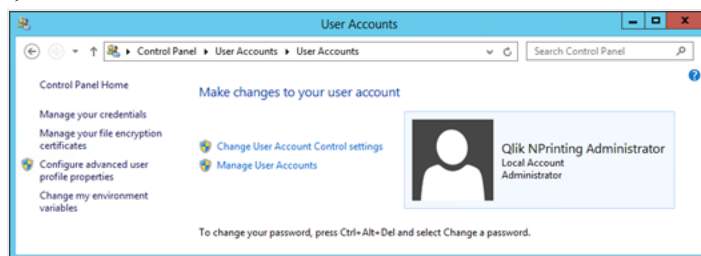 User Accounts
Control Panel ▸ User Accounts ▸ User Accounts
Search Control Panel
Control Panel Home
Manage your credentials
Manage your file encryption
certificates
Configure advanced user
profile properties
Change my environment
variables
Make changes to your user account
Change User Account Control settings
Manage User Accounts
Qlik NPrinting Administrator
Local Account
Administrator
To change your password, press Ctrl+Alt+Del and select Change a password.